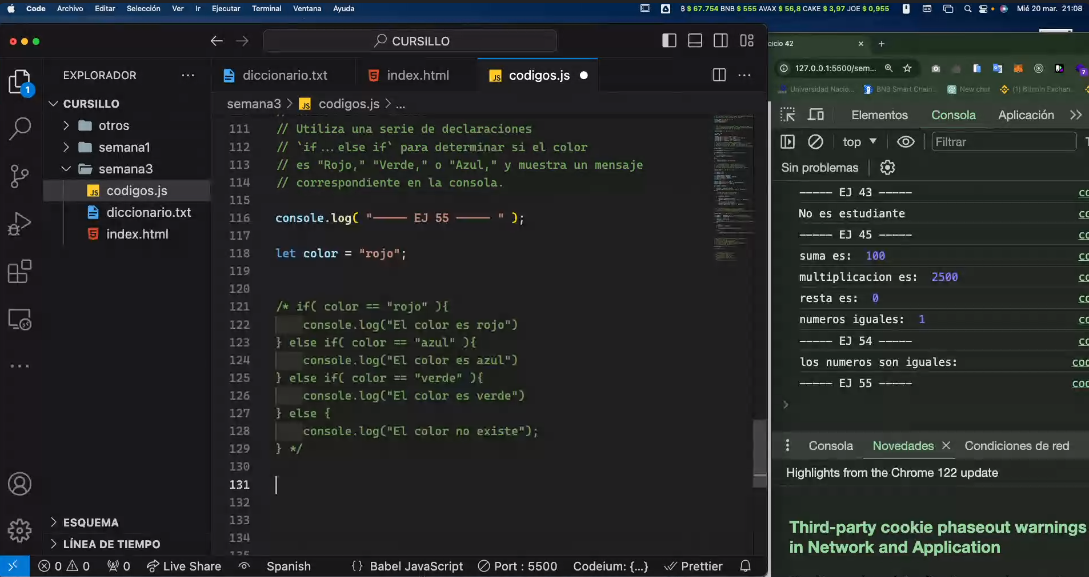 Code Archivo Editar Selección Ver Ir Ejecutar Terminal Ventana Ayuda
₿ $ 67.754 BNB $ 555 AVAX $ 56,8 CAKE $ 3,97 JOE $ 0,955
Mié 20 mar. 21:08
CURSILLO
cicio 42
127.0.0.1:5500/sem...
EXPLORADOR
CURSILLO
otros
semana1
semana3
codigos.js
diccionario.txt
index.html
ESQUEMA
LÍNEA DE TIEMPO
1
diccionario.txt
index.html
codigos.js
semana3 > codigos.js > ...
111 // Utiliza una serie de declaraciones
112 // `if...else if` para determinar si el color
113 // es "Rojo," "Verde," o "Azul," y muestra un mensaje
114 // correspondiente en la consola.
115
116 console.log( "----- EJ 55 ----- " );
117
118 let color = "rojo";
119
120
121 /* if( color == "rojo" ){
122 console.log("El color es rojo")
123 } else if( color == "azul" ){
124 console.log("El color es azul")
125 } else if( color == "verde" ){
126 console.log("El color es verde")
127 } else {
128 console.log("El color no existe");
129 } */
130
131
132
133
134
135
0 0 0 Live Share Spanish {} Babel JavaScript Port : 5500 Codeium: {...} Prettier
Universidad Nacio...
BNB Smart Chain...
New chat
Elementos Consola Aplicación
top
Filtrar
Sin problemas
----- EJ 43 -----
No es estudiante
----- EJ 45 -----
suma es: 100
multiplicacion es: 2500
resta es: 0
numeros iguales: 1
----- EJ 54 -----
los numeros son iguales:
----- EJ 55 -----
Consola Novedades Condiciones de red
Highlights from the Chrome 122 update
Third-party cookie phaseout warnings
in Network and Application